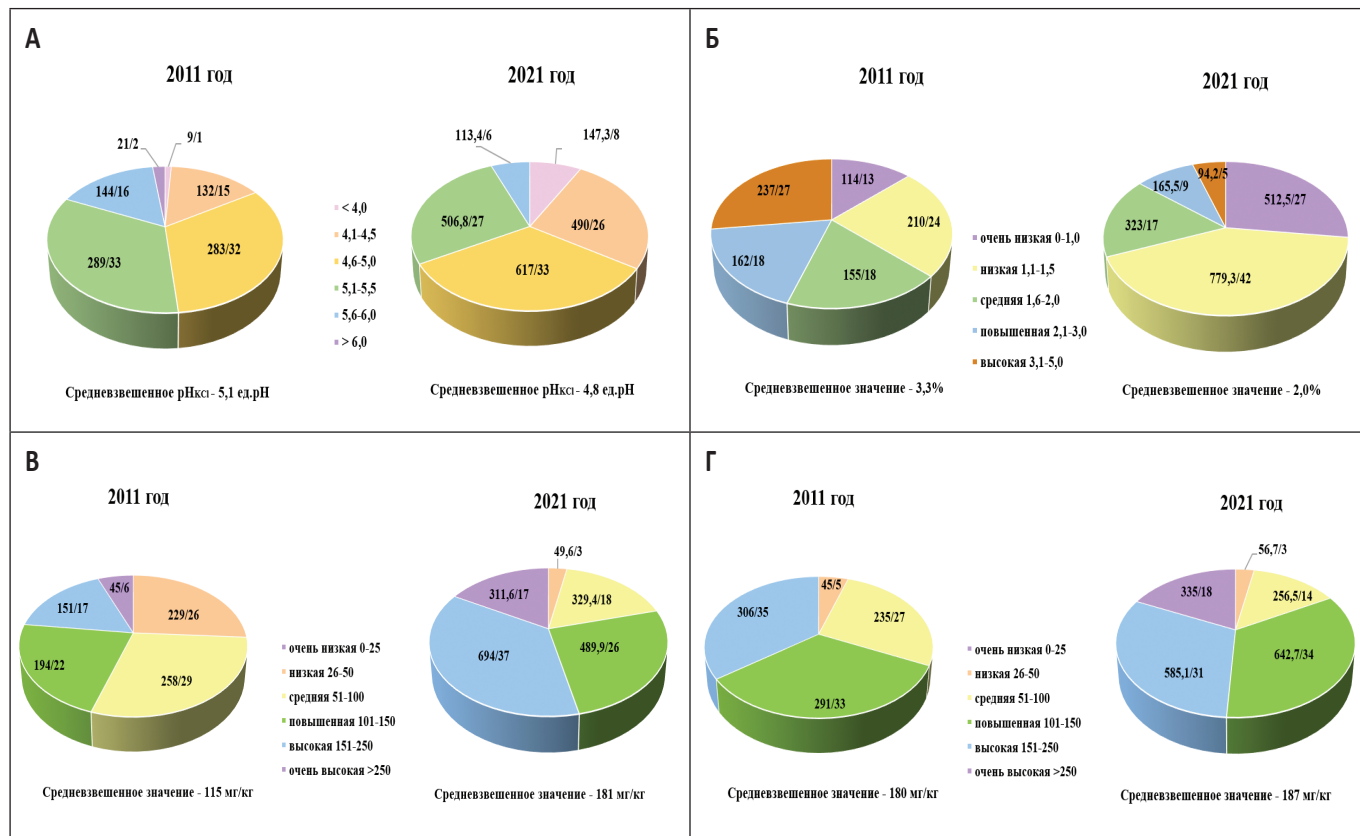 А
2011 год
2021 год
21/2
9/1
144/16
132/15
289/33
283/32
< 4,0
4,1-4,5
4,6-5,0
5,1-5,5
5,6-6,0
> 6,0
113,4/6
147,3/8
506,8/27
490/26
617/33
Средневзвешенное pHKCl - 5,1 ед.pH
Средневзвешенное pHKCl - 4,8 ед.pH
Б
2011 год
2021 год
237/27
114/13
210/24
162/18
155/18
очень низкая 0-1,0
низкая 1,1-1,5
средняя 1,6-2,0
повышенная 2,1-3,0
высокая 3,1-5,0
165,5/9
94,2/5
512,5/27
323/17
779,3/42
Средневзвешенное значение - 3,3%
Средневзвешенное значение - 2,0%
В
2011 год
2021 год
45/6
151/17
229/26
194/22
258/29
очень низкая 0-25
низкая 26-50
средняя 51-100
повышенная 101-150
высокая 151-250
очень высокая >250
49,6/3
311,6/17
329,4/18
694/37
489,9/26
Средневзвешенное значение - 115 мг/кг
Средневзвешенное значение - 181 мг/кг
Г
2011 год
2021 год
45/5
306/35
235/27
291/33
очень низкая 0-25
низкая 26-50
средняя 51-100
повышенная 101-150
высокая 151-250
очень высокая >250
56,7/3
335/18
256,5/14
585,1/31
642,7/34
Средневзвешенное значение - 180 мг/кг
Средневзвешенное значение - 187 мг/кг